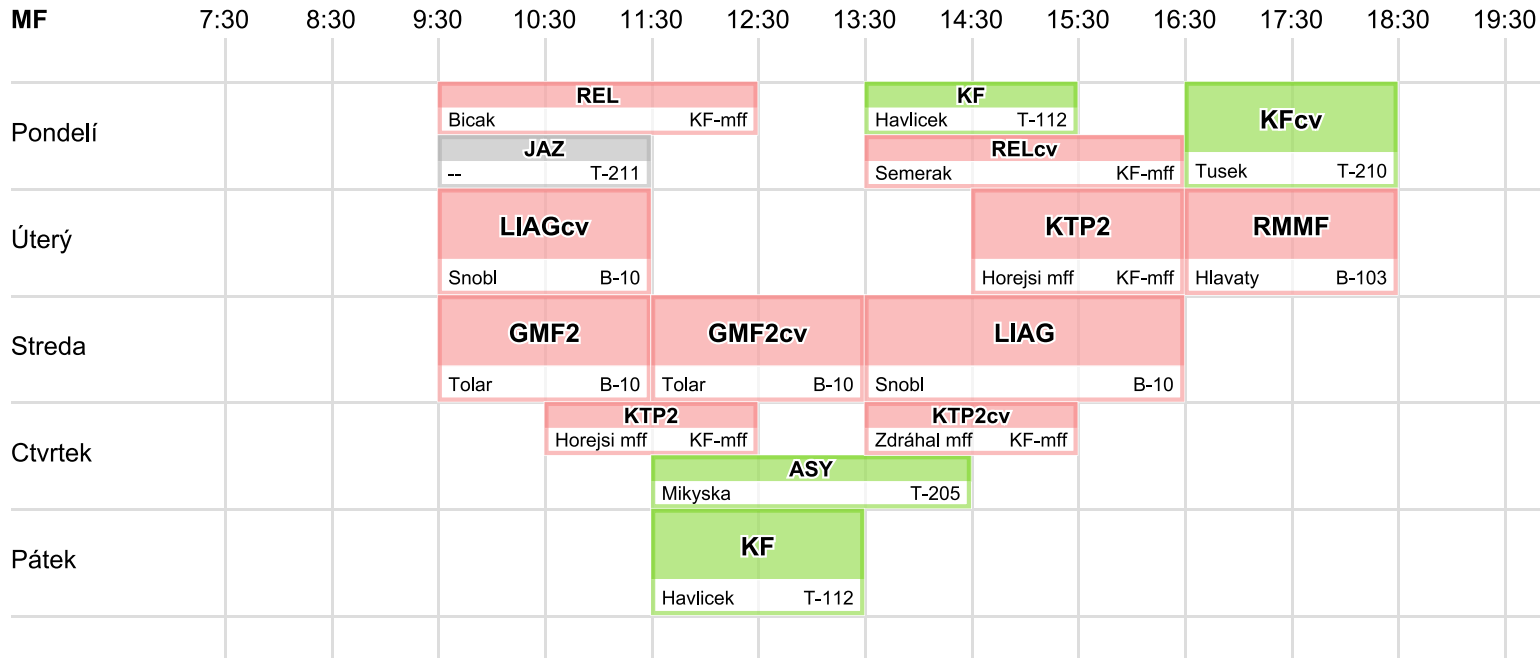 MF 7:30 8:30 9:30 10:30 11:30 12:30 13:30 14:30 15:30 16:30 17:30 18:30 19:30
Pondelí
REL
Bicak KF-mff
JAZ
-- T-211
KF
Havlicek T-112
RELcv
Semerak KF-mff
KFcv
Tusek T-210
Úterý
LIAGcv
Snobl B-10
KTP2
Horejsi mff KF-mff
RMMF
Hlavaty B-103
Streda
GMF2
Tolar B-10
GMF2cv
Tolar B-10
LIAG
Snobl B-10
Ctvrtek
KTP2
Horejsi mff KF-mff
KTP2cv
Zdráhal mff KF-mff
ASY
Mikyska T-205
Pátek
KF
Havlicek T-112